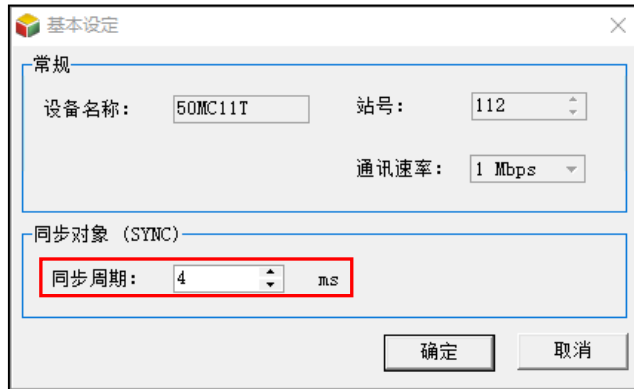 基本设定
常规
设备名称： 50MC11T 站号： 112
通讯速率： 1 Mbps
同步对象 (SYNC)
同步周期： 4 ms
确定 取消